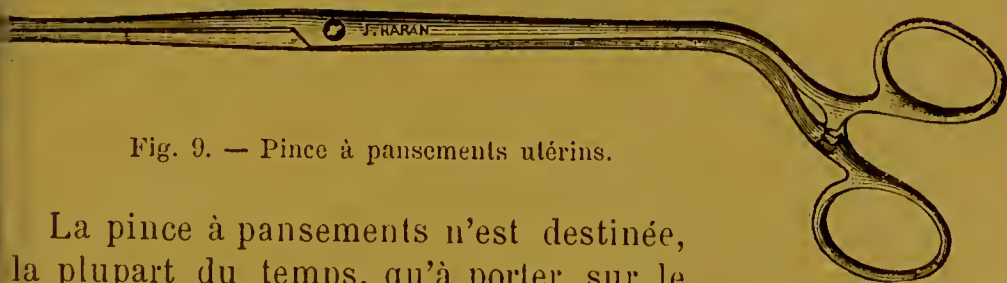 J. HARAN
Fig. 9. — Pince à pansements utérins.
La pince à pansements n'est destinée,
la plupart du temps, qu'à porter sur le